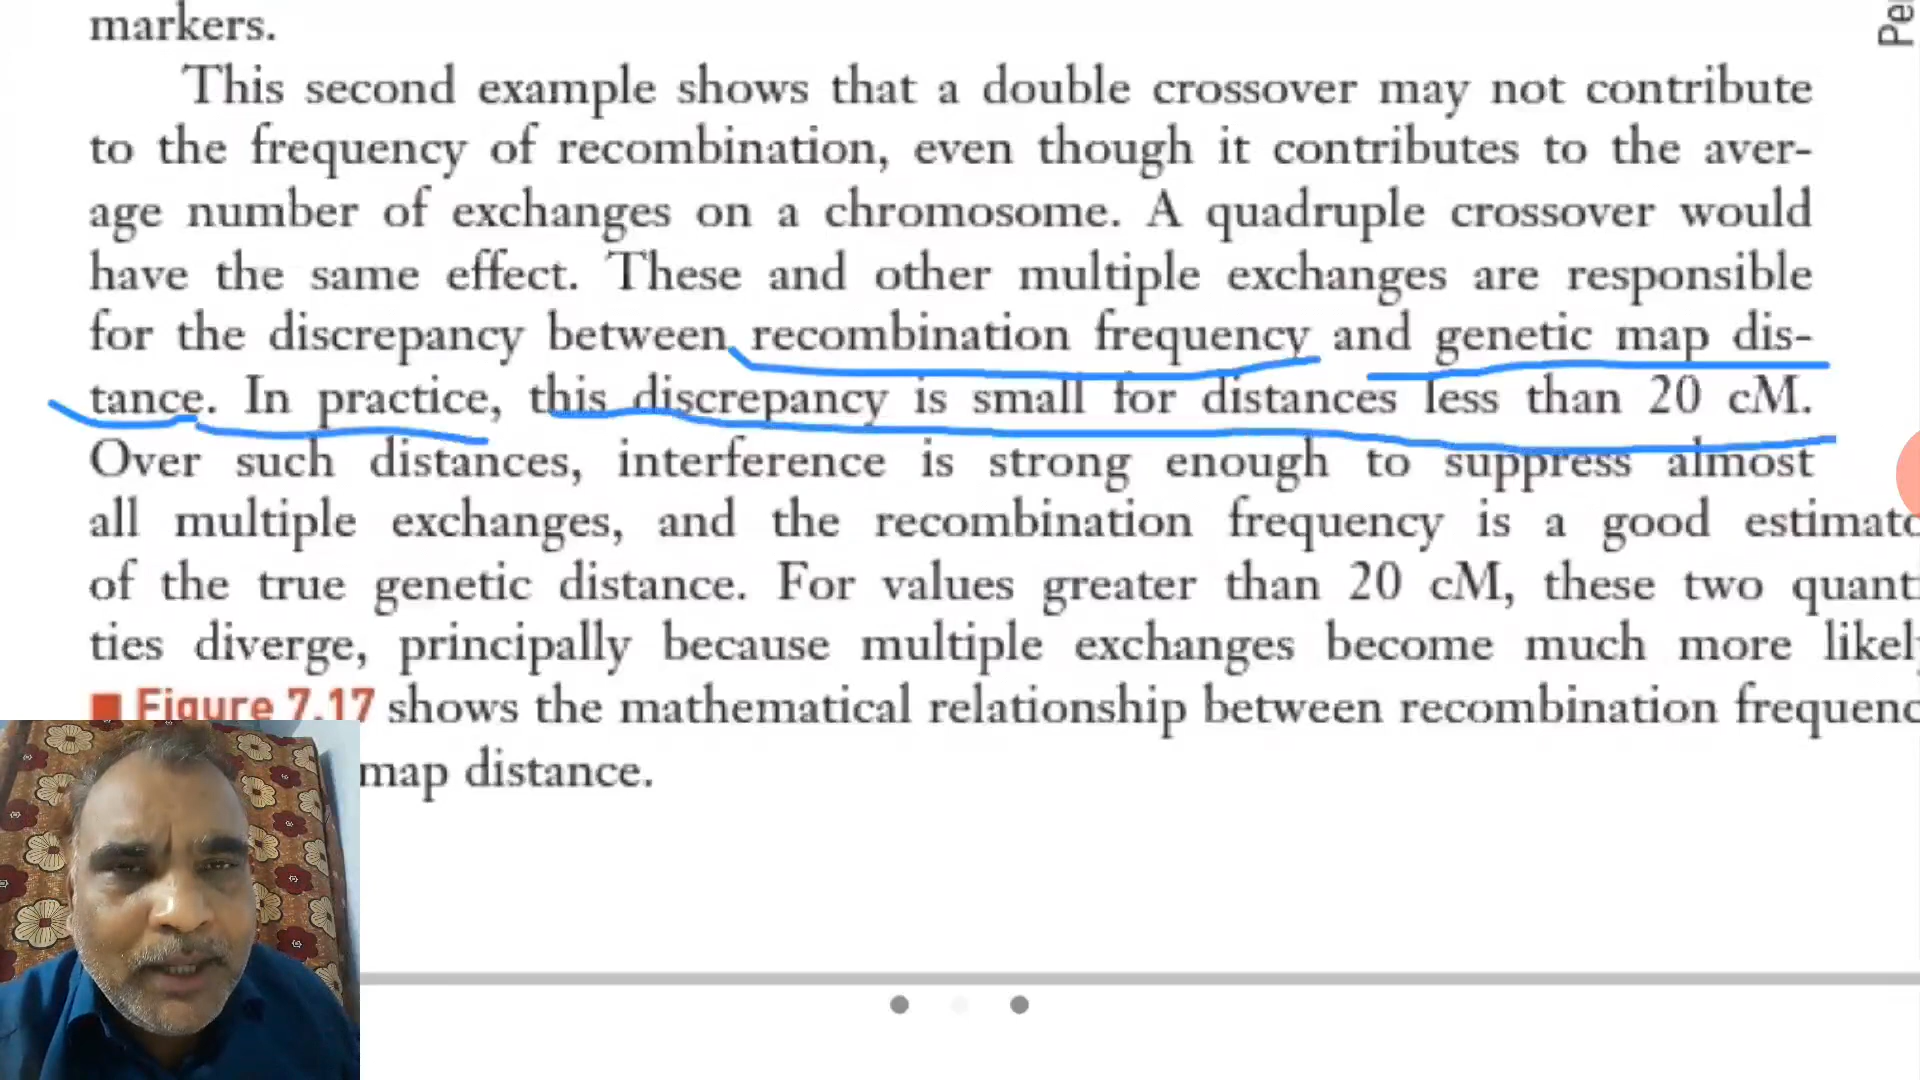 markers.
This second example shows that a double crossover may not contribute
to the frequency of recombination, even though it contributes to the aver-
age number of exchanges on a chromosome. A quadruple crossover would
have the same effect. These and other multiple exchanges are responsible
for the discrepancy between recombination frequency and genetic map dis-
tance. In practice, this discrepancy is small for distances less than 20 cM.
Over such distances, interference is strong enough to suppress almost
all multiple exchanges, and the recombination frequency is a good estimato
of the true genetic distance. For values greater than 20 cM, these two quanti
ties diverge, principally because multiple exchanges become much more likely
■ Figure 7.17 shows the mathematical relationship between recombination frequenc
map distance.
Pe